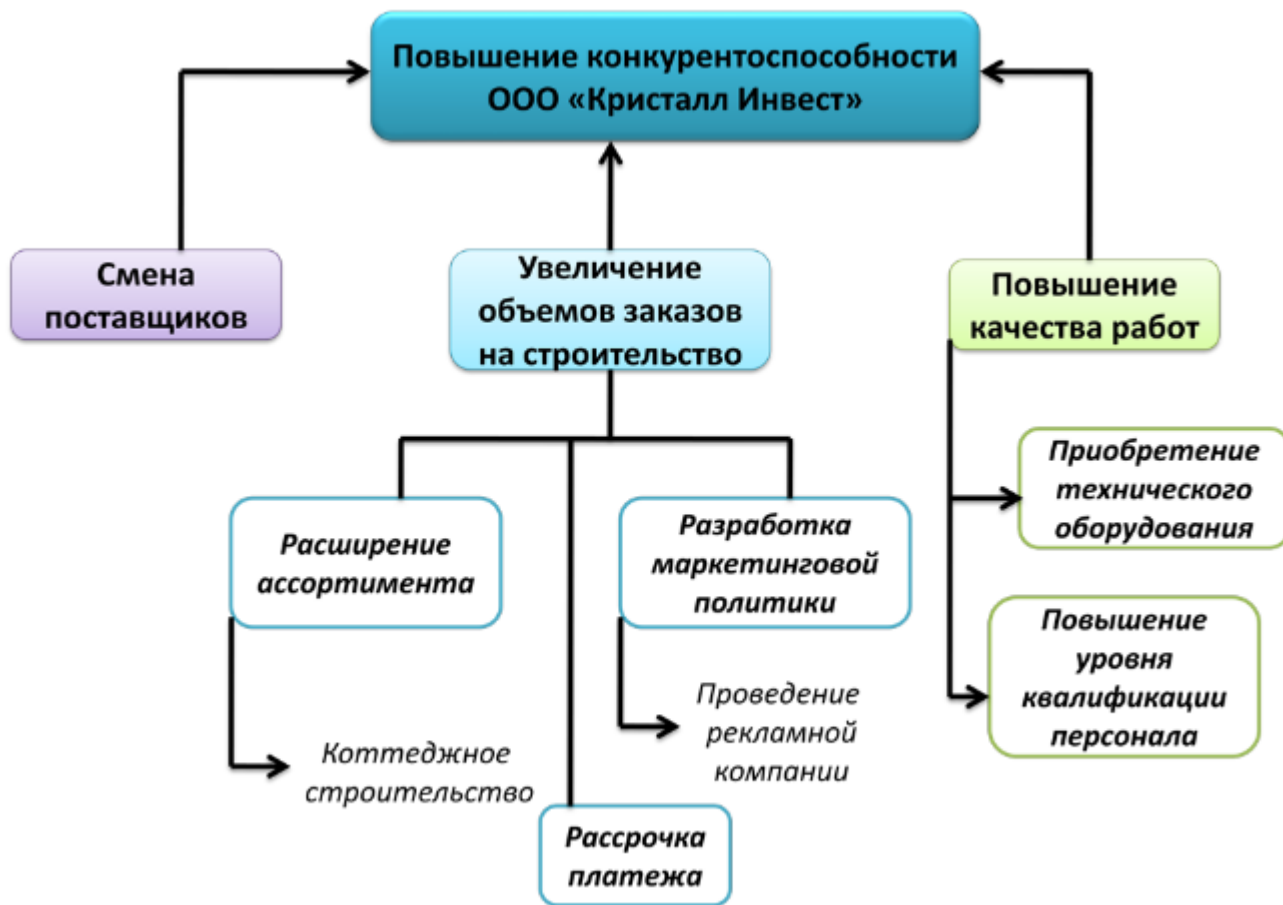 Повышение конкурентоспособности
ООО «Кристалл Инвест»
Смена
поставщиков
Увеличение
объемов заказов
на строительство
Повышение
качества работ
Расширение
ассортимента
Разработка
маркетинговой
политики
Приобретение
технического
оборудования
Повышение
уровня
квалификации
персонала
Коттеджное
строительство
Проведение
рекламной
компании
Рассрочка
платежа